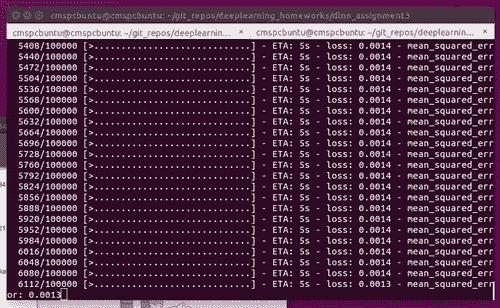 cmspcbuntu@cmspcbuntu: ~/git_repos/deeplearning_homeworks/dlnn_assignment3
cmspcbuntu@cmspcbuntu: ~/git_repos/deeplearnin... × cmspcbuntu@cmspcbuntu: ~/git_repos/deeplearnin... ×
5408/100000 [>.............................] - ETA: 5s - loss: 0.0014 - mean_squared_err
5440/100000 [>.............................] - ETA: 5s - loss: 0.0014 - mean_squared_err
5472/100000 [>.............................] - ETA: 5s - loss: 0.0014 - mean_squared_err
5504/100000 [>.............................] - ETA: 5s - loss: 0.0014 - mean_squared_err
5536/100000 [>.............................] - ETA: 5s - loss: 0.0014 - mean_squared_err
5568/100000 [>.............................] - ETA: 5s - loss: 0.0014 - mean_squared_err
5600/100000 [>.............................] - ETA: 5s - loss: 0.0014 - mean_squared_err
5632/100000 [>.............................] - ETA: 5s - loss: 0.0014 - mean_squared_err
5664/100000 [>.............................] - ETA: 5s - loss: 0.0014 - mean_squared_err
5696/100000 [>.............................] - ETA: 5s - loss: 0.0014 - mean_squared_err
5728/100000 [>.............................] - ETA: 5s - loss: 0.0014 - mean_squared_err
5760/100000 [>.............................] - ETA: 5s - loss: 0.0014 - mean_squared_err
5792/100000 [>.............................] - ETA: 5s - loss: 0.0014 - mean_squared_err
5824/100000 [>.............................] - ETA: 5s - loss: 0.0014 - mean_squared_err
5856/100000 [>.............................] - ETA: 5s - loss: 0.0014 - mean_squared_err
5888/100000 [>.............................] - ETA: 5s - loss: 0.0014 - mean_squared_err
5920/100000 [>.............................] - ETA: 5s - loss: 0.0014 - mean_squared_err
5952/100000 [>.............................] - ETA: 5s - loss: 0.0014 - mean_squared_err
5984/100000 [>.............................] - ETA: 5s - loss: 0.0014 - mean_squared_err
6016/100000 [>.............................] - ETA: 5s - loss: 0.0014 - mean_squared_err
6048/100000 [>.............................] - ETA: 5s - loss: 0.0014 - mean_squared_err
6080/100000 [>.............................] - ETA: 5s - loss: 0.0014 - mean_squared_err
6112/100000 [>.............................] - ETA: 5s - loss: 0.0013 - mean_squared_err
or: 0.0013